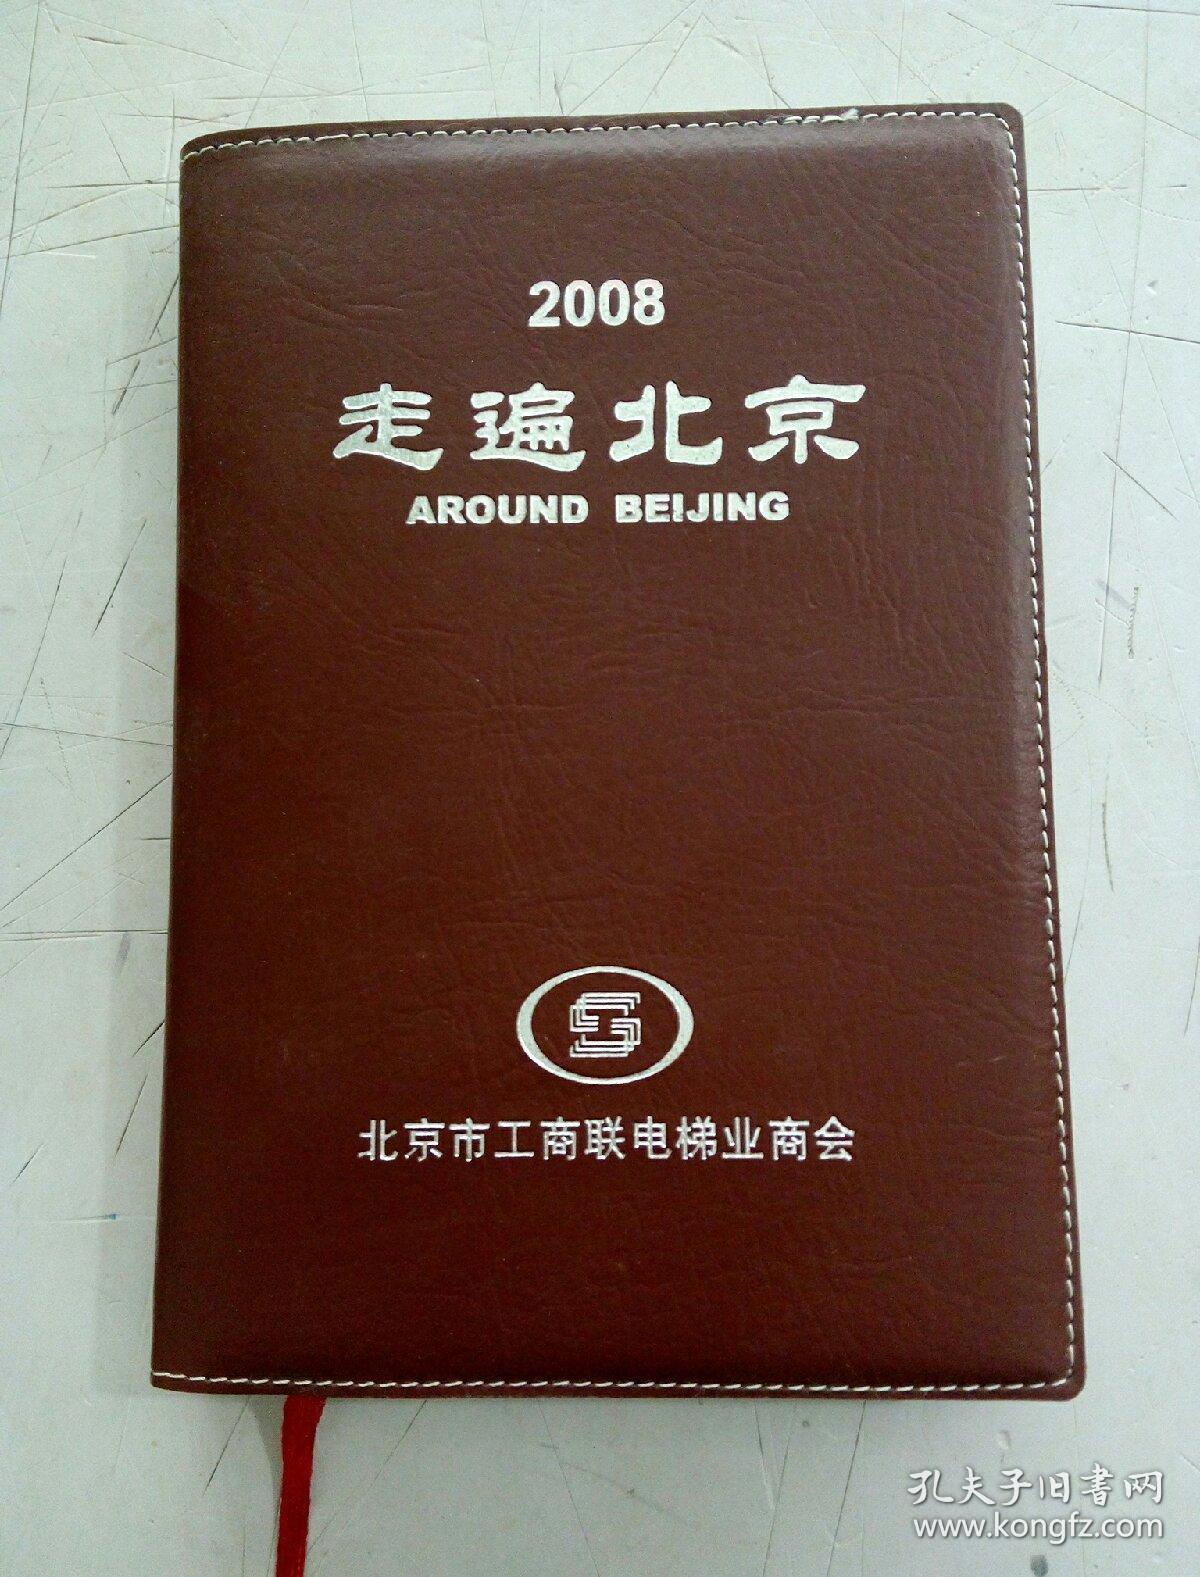 2008
走遍北京
AROUND BEIJING
北京市工商联电梯业商会
孔夫子旧书网
www.kongfz.com